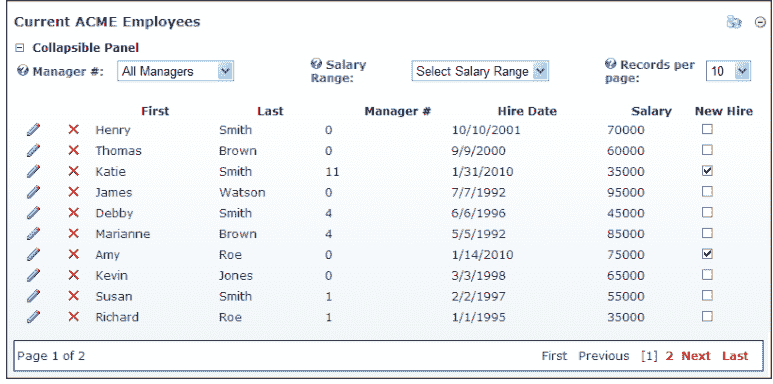 Current ACME Employees
Collapsible Panel
Manager #: All Managers Salary Range: Select Salary Range Records per page: 10
First Last Manager # Hire Date Salary New Hire
Henry Smith 0 10/10/2001 70000
Thomas Brown 0 9/9/2000 60000
Katie Smith 11 1/31/2010 35000
James Watson 0 7/7/1992 95000
Debby Smith 4 6/6/1996 45000
Marianne Brown 4 5/5/1992 85000
Amy Roe 0 1/14/2010 75000
Kevin Jones 0 3/3/1998 65000
Susan Smith 1 2/2/1997 55000
Richard Roe 1 1/1/1995 35000
Page 1 of 2 First Previous [1] 2 Next Last